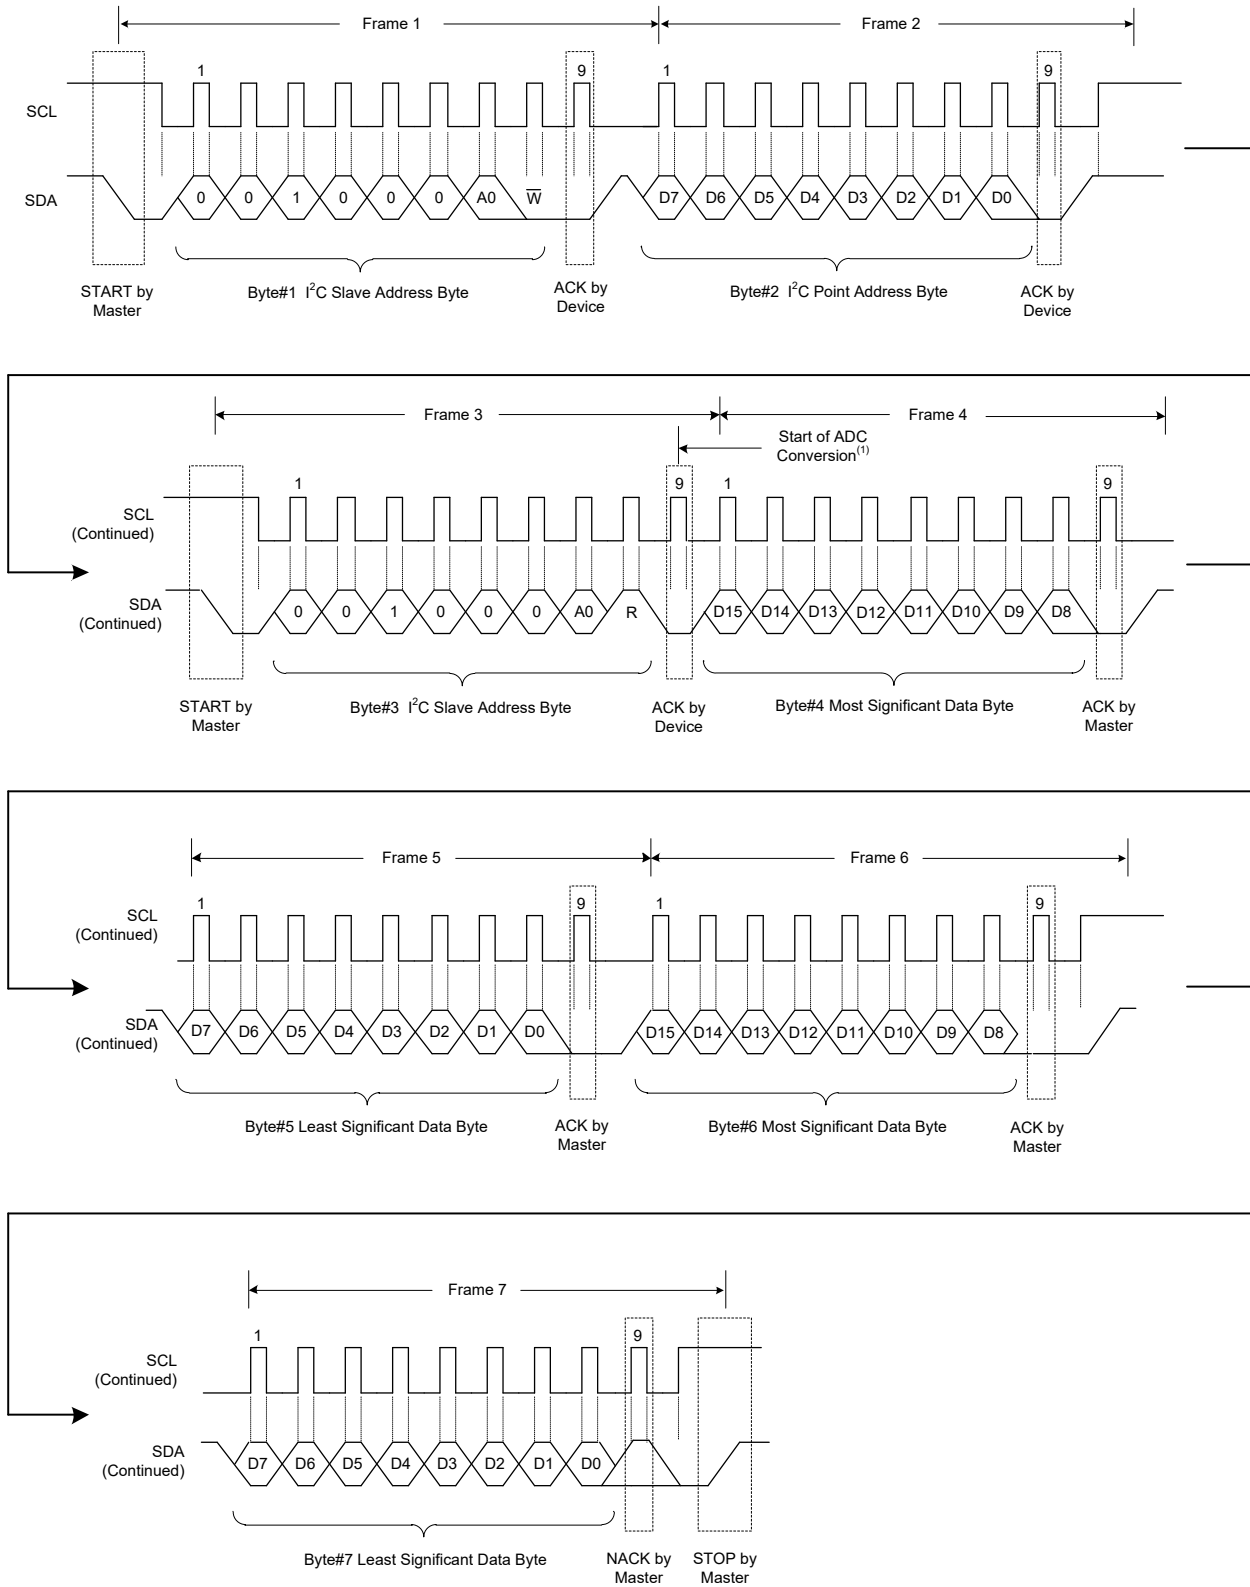 Frame 1 Frame 2
1 9 1 9
SCL
SDA 0 0 1 0 0 0 A0 W̅ D7 D6 D5 D4 D3 D2 D1 D0
START by
Master
Byte#1 I²C Slave Address Byte
ACK by
Device
Byte#2 I²C Point Address Byte
ACK by
Device
Frame 3 Frame 4
Start of ADC
Conversion⁽¹⁾
1 9 1 9
SCL
(Continued)
SDA
(Continued)
0 0 1 0 0 0 A0 R D15 D14 D13 D12 D11 D10 D9 D8
START by
Master
Byte#3 I²C Slave Address Byte
ACK by
Device
Byte#4 Most Significant Data Byte
ACK by
Master
Frame 5 Frame 6
1 9 1 9
SCL
(Continued)
SDA
(Continued)
D7 D6 D5 D4 D3 D2 D1 D0 D15 D14 D13 D12 D11 D10 D9 D8
Byte#5 Least Significant Data Byte
ACK by
Master
Byte#6 Most Significant Data Byte
ACK by
Master
Frame 7
1 9
SCL
(Continued)
SDA
(Continued)
D7 D6 D5 D4 D3 D2 D1 D0
Byte#7 Least Significant Data Byte
NACK by
Master
STOP by
Master